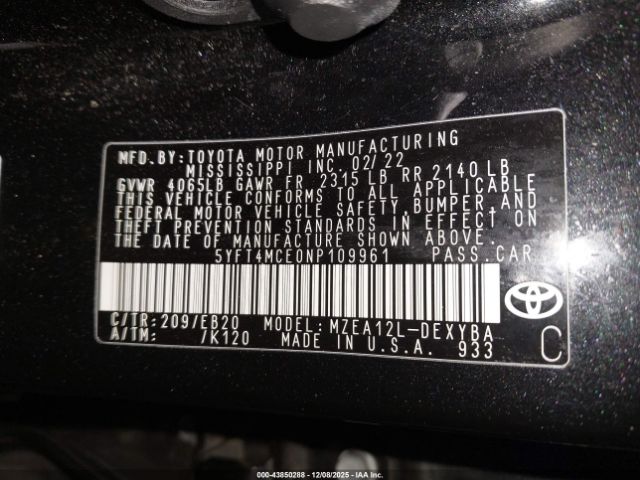 MFD.BY:TOYOTA MOTOR MANUFACTURING
MISSISSIPPI INC. 02/22
GVWR 4065LB GAWR FR 2315 LB RR 2140 LB
THIS VEHICLE CONFORMS TO ALL APPLICABLE
FEDERAL MOTOR VEHICLE SAFETY, BUMPER AND
THEFT PREVENTION STANDARDS IN EFFECT ON
THE DATE OF MANUFACTURE SHOWN ABOVE.
5YFT4MCE0NP109961 PASS.CAR
C/TR:209/EB20 MODEL:MZEA12L-DEXYBA
A/TM: /K120 MADE IN U.S.A. 933
C
000-43850288 - 12/08/2025 - IAAI, Inc.